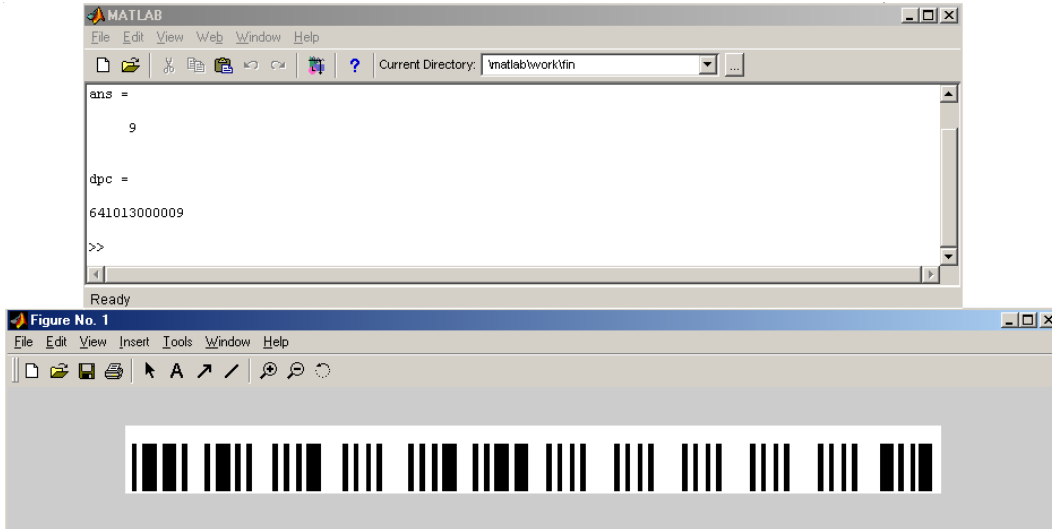 MATLAB
File Edit View Web Window Help
? Current Directory: \matlab\work\fin ...
ans =
9
dpc =
641013000009
>>
Ready
Figure No. 1
File Edit View Insert Tools Window Help
A